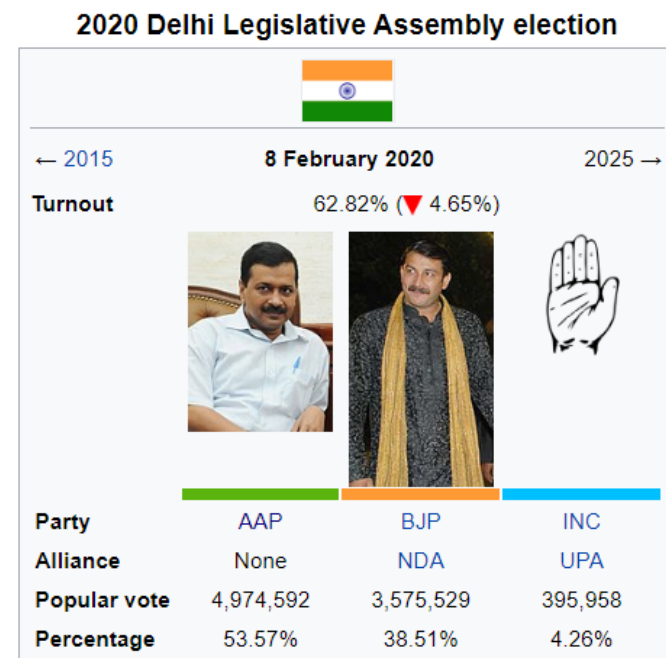 2020 Delhi Legislative Assembly election
← 2015 8 February 2020 2025 →
Turnout 62.82% (▼ 4.65%)
Party AAP BJP INC
Alliance None NDA UPA
Popular vote 4,974,592 3,575,529 395,958
Percentage 53.57% 38.51% 4.26%